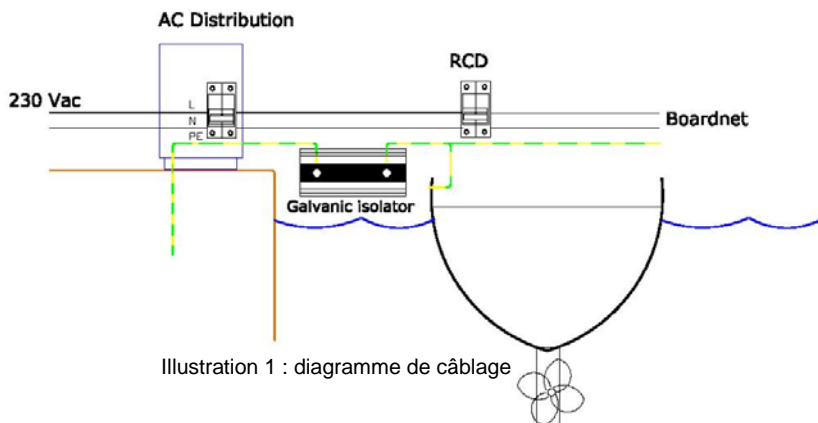 AC Distribution
RCD
230 Vac
L
N
PE
Boardnet
Galvanic isolator
Illustration 1 : diagramme de câblage